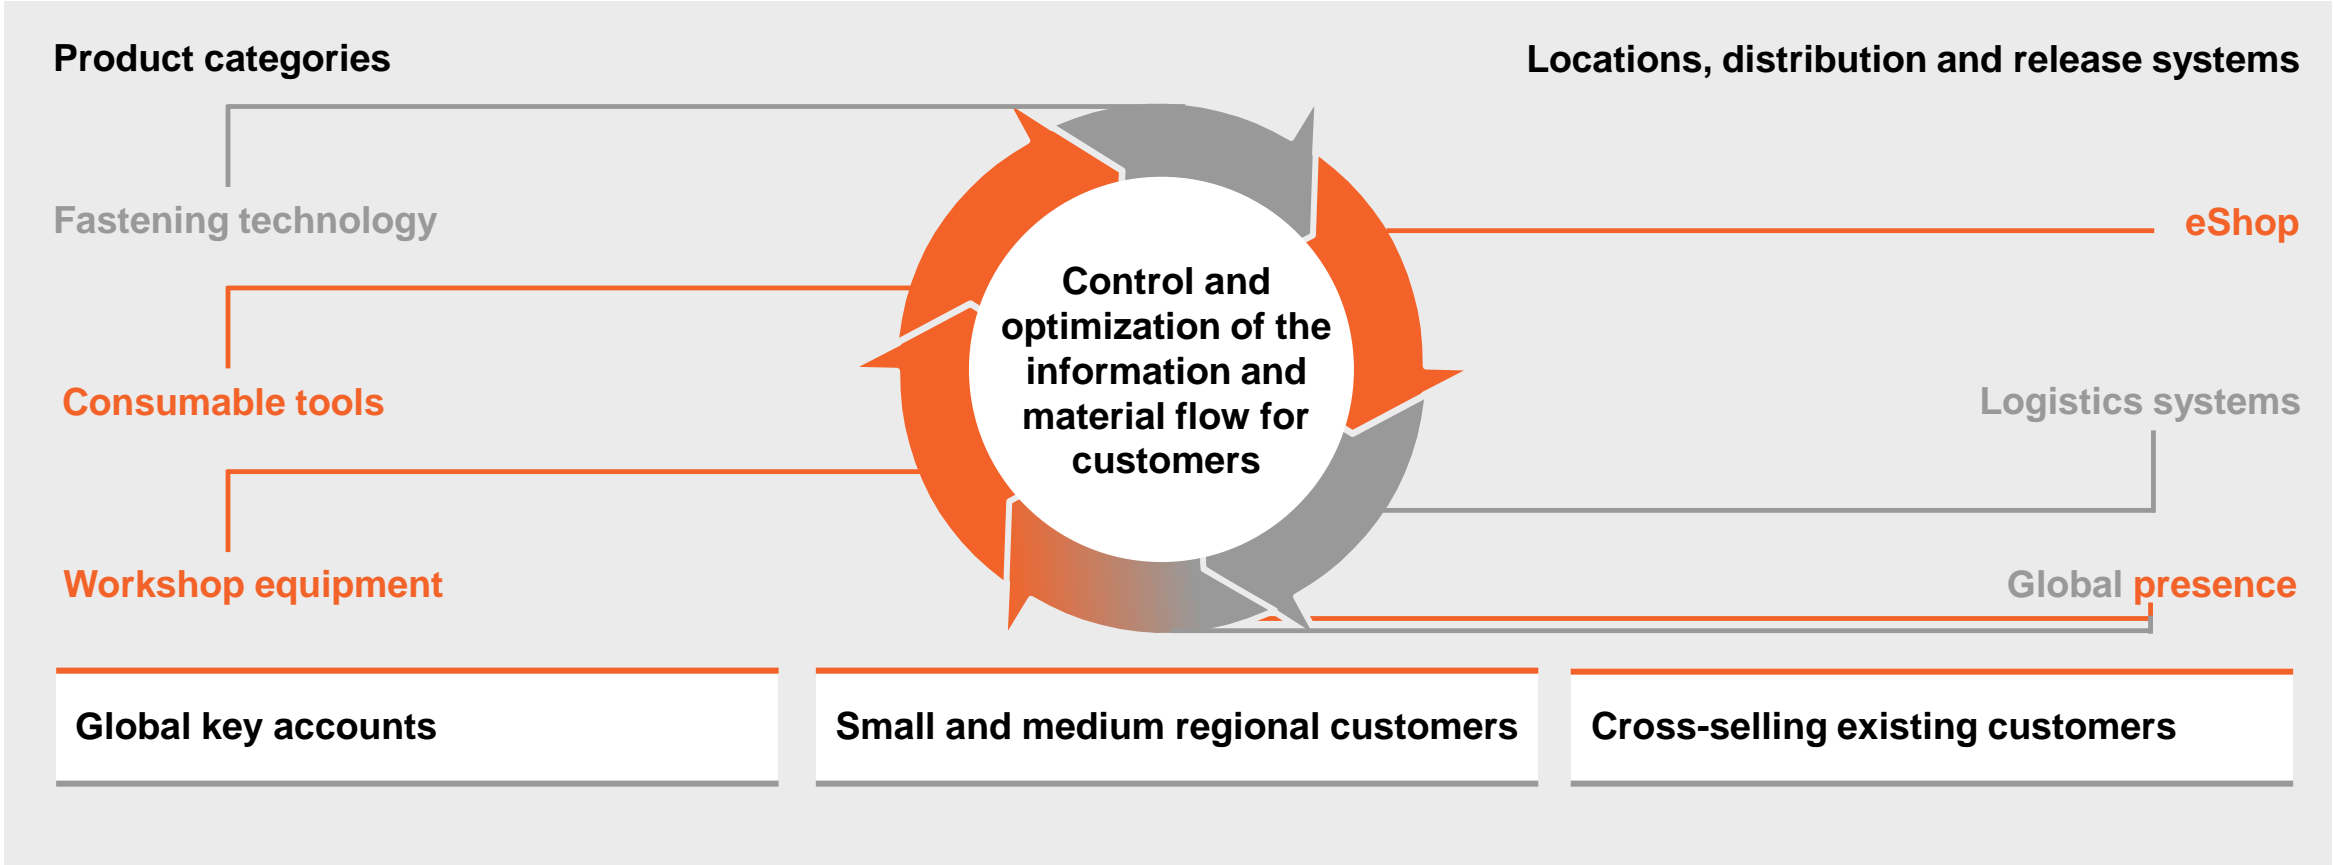 Product categories
Locations, distribution and release systems
Fastening technology
eShop
Control and
optimization of the
information and
material flow for
customers
Consumable tools
Logistics systems
Workshop equipment
Global presence
Global key accounts
Small and medium regional customers
Cross-selling existing customers